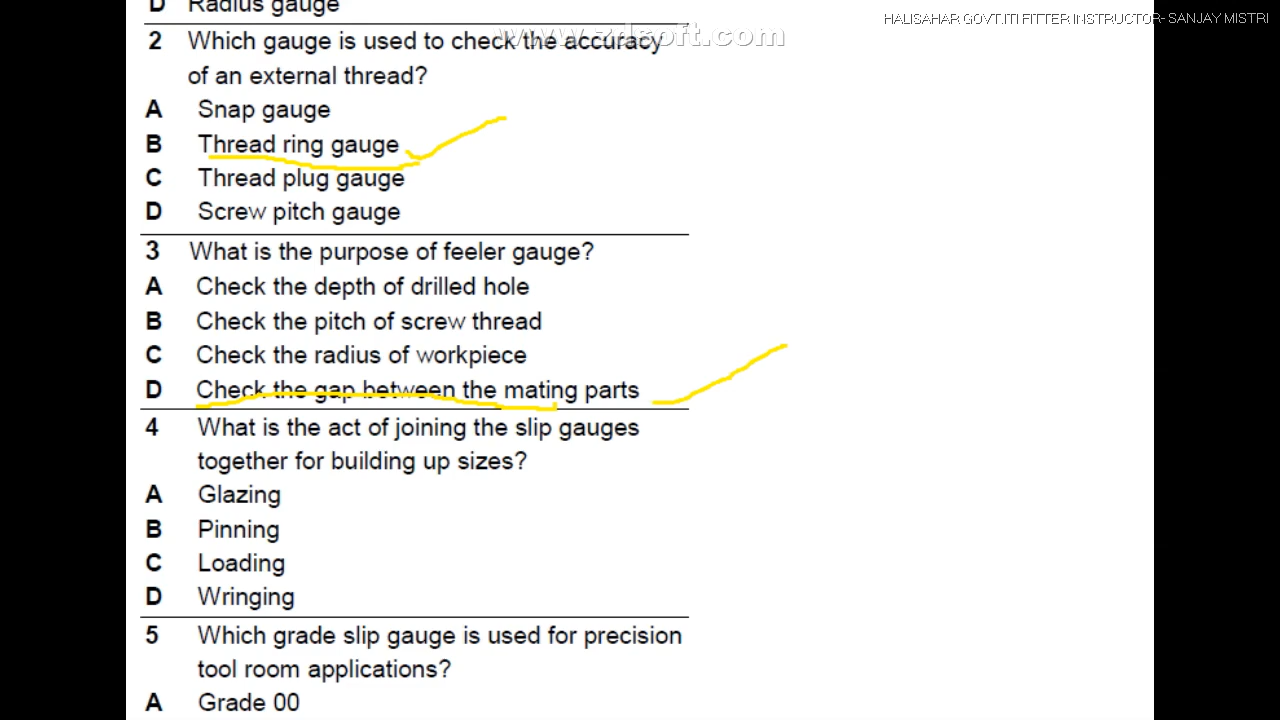 D Radius gauge
HALISAHAR GOVT.ITI FITTER INSTRUCTOR- SANJAY MISTRI
www.zdsoft.com
2 Which gauge is used to check the accuracy
of an external thread?
A Snap gauge
B Thread ring gauge
C Thread plug gauge
D Screw pitch gauge
3 What is the purpose of feeler gauge?
A Check the depth of drilled hole
B Check the pitch of screw thread
C Check the radius of workpiece
D Check the gap between the mating parts
4 What is the act of joining the slip gauges
together for building up sizes?
A Glazing
B Pinning
C Loading
D Wringing
5 Which grade slip gauge is used for precision
tool room applications?
A Grade 00